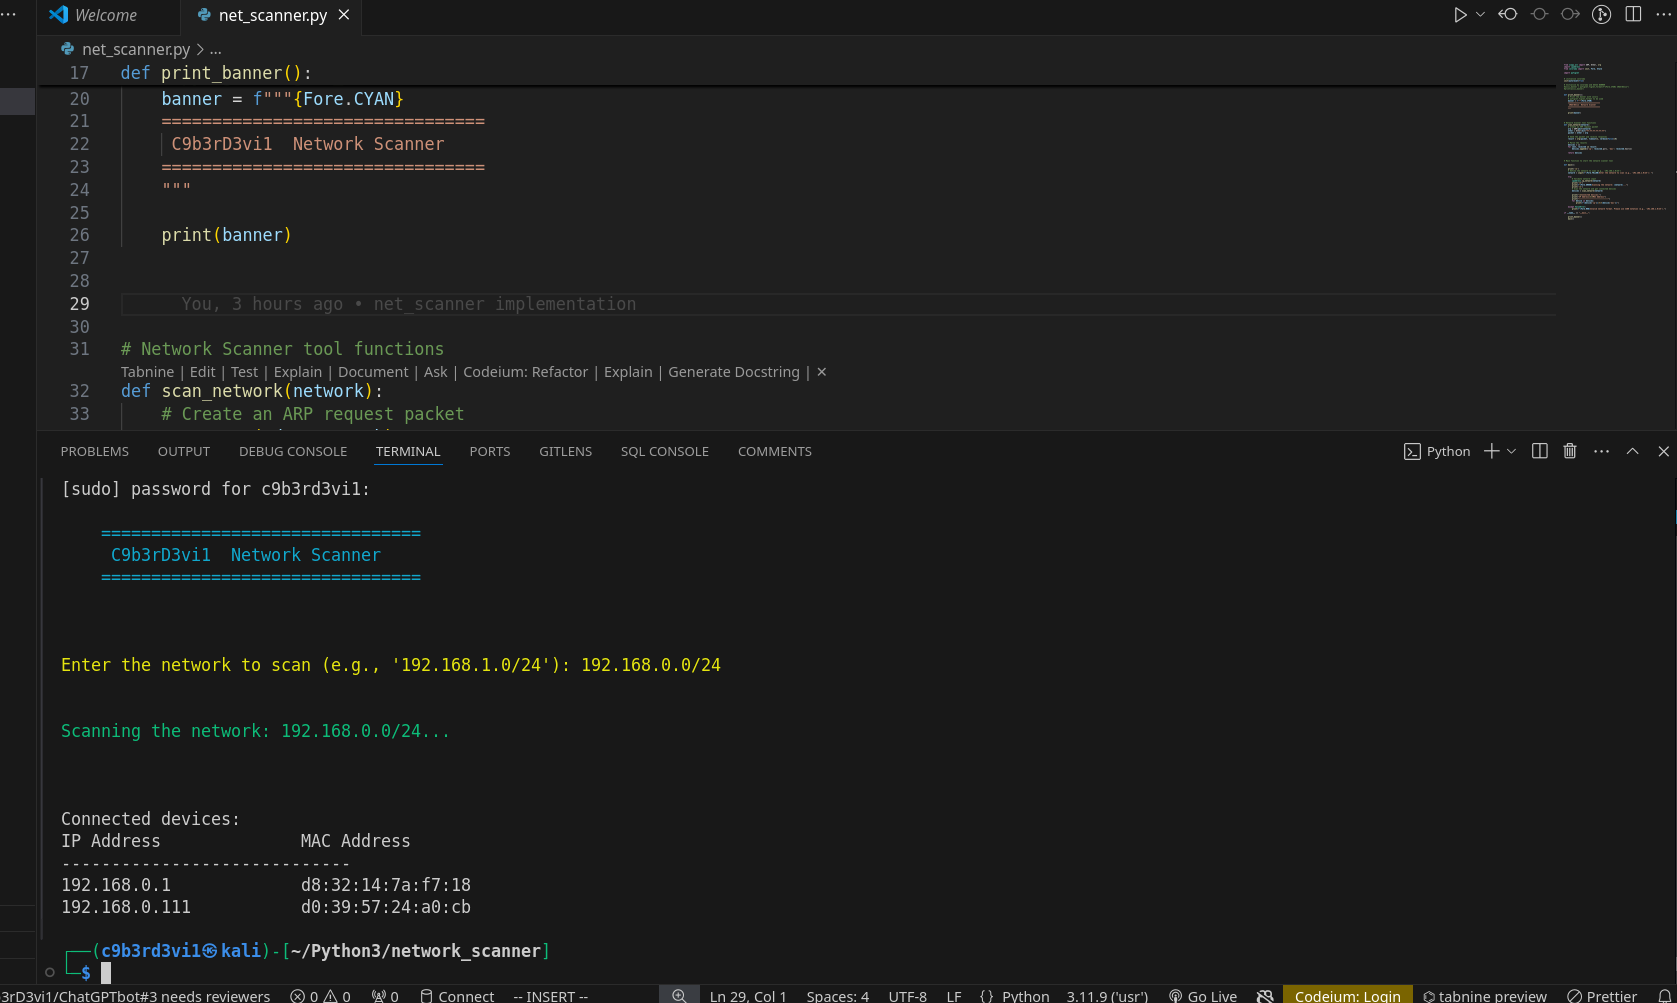 Welcome
net_scanner.py
net_scanner.py > ...
17 def print_banner():
20 banner = f"""{Fore.CYAN}
21 ================================
22 C9b3rD3vi1  Network Scanner
23 ================================
24 """
25
26 print(banner)
27
28
29 You, 3 hours ago • net_scanner implementation
30
31 # Network Scanner tool functions
Tabnine | Edit | Test | Explain | Document | Ask | Codeium: Refactor | Explain | Generate Docstring | ✕
32 def scan_network(network):
33 # Create an ARP request packet
PROBLEMS OUTPUT DEBUG CONSOLE TERMINAL PORTS GITLENS SQL CONSOLE COMMENTS
Python
[sudo] password for c9b3rd3vi1:
================================
C9b3rD3vi1  Network Scanner
================================
Enter the network to scan (e.g., '192.168.1.0/24'): 192.168.0.0/24
Scanning the network: 192.168.0.0/24...
Connected devices:
IP Address MAC Address
-----------------------------
192.168.0.1 d8:32:14:7a:f7:18
192.168.0.111 d0:39:57:24:a0:cb
┌──(c9b3rd3vi1㉿kali)-[~/Python3/network_scanner]
└─$
3rD3vi1/ChatGPTbot#3 needs reviewers 0 0 0 Connect -- INSERT -- Ln 29, Col 1 Spaces: 4 UTF-8 LF {} Python 3.11.9 ('usr') Go Live Codeium: Login tabnine preview Prettier